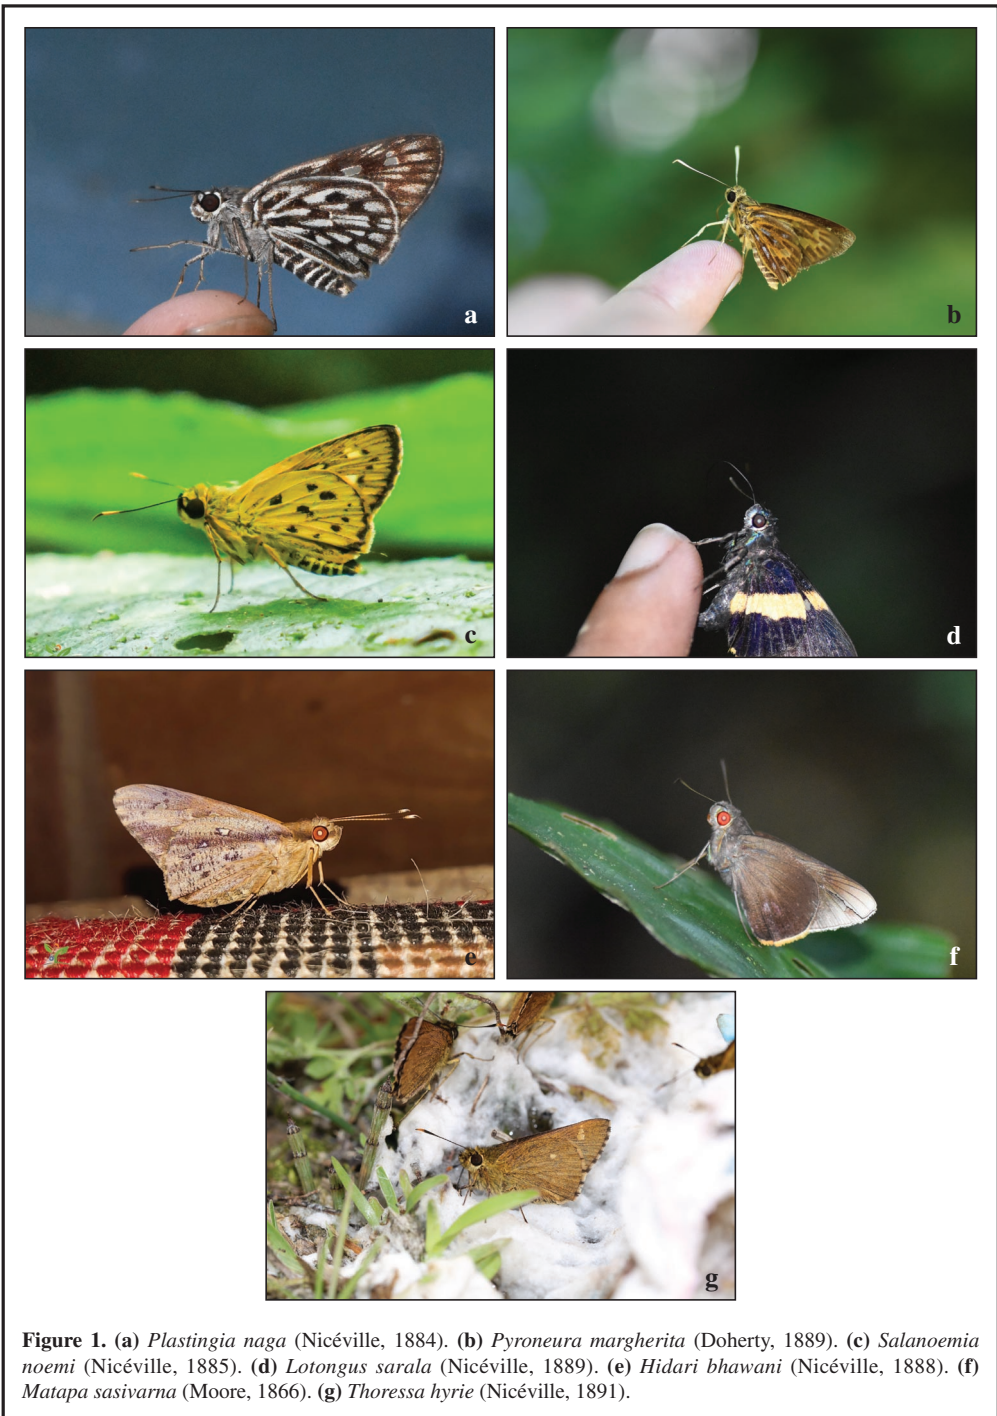 a
b
c
d
e
f
g
Figure 1. (a) Plastingia naga (Nicéville, 1884). (b) Pyroneura margherita (Doherty, 1889). (c) Salanoemia
noemi (Nicéville, 1885). (d) Lotongus sarala (Nicéville, 1889). (e) Hidari bhawani (Nicéville, 1888). (f)
Matapa sasivarna (Moore, 1866). (g) Thoressa hyrie (Nicéville, 1891).